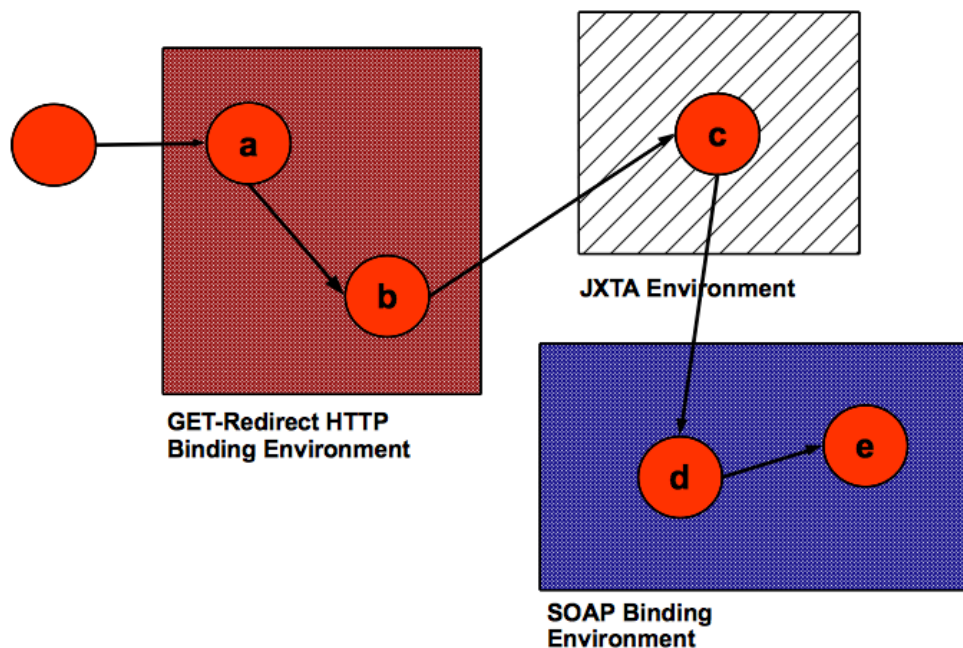 a
b
c
JXTA Environment
GET-Redirect HTTP
Binding Environment
d
e
SOAP Binding
Environment